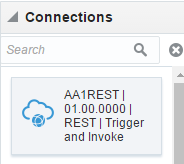 Connections
Search
AA1REST |
01.00.0000 |
REST | Trigger
and Invoke